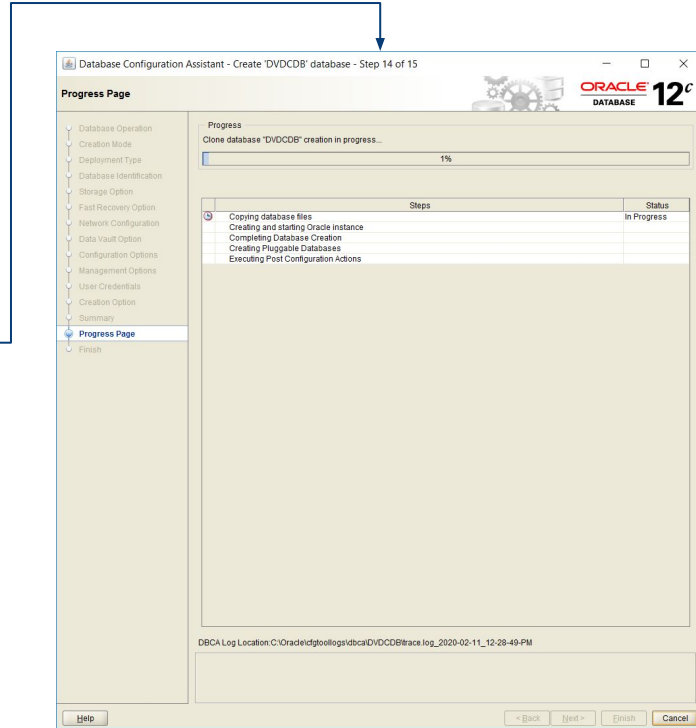 Database Configuration Assistant - Create 'DVDCDB' database - Step 14 of 15
Progress Page
ORACLE DATABASE 12c
Database Operation
Creation Mode
Deployment Type
Database Identification
Storage Option
Fast Recovery Option
Network Configuration
Data Vault Option
Configuration Options
Management Options
User Credentials
Creation Option
Summary
Progress Page
Finish
Progress
Clone database "DVDCDB" creation in progress...
1%
Steps Status
Copying database files In Progress
Creating and starting Oracle instance
Completing Database Creation
Creating Pluggable Databases
Executing Post Configuration Actions
DBCA Log Location:C:\Oracle\cfgtoollogs\dbca\DVDCDB\trace.log_2020-02-11_12-28-49-PM
Help < Back Next > Finish Cancel